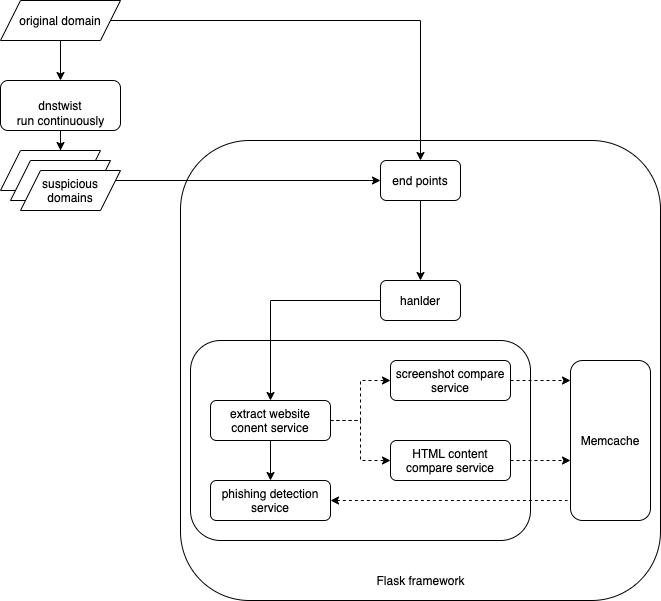 original domain
dnstwist
run continuously
suspicious
domains
end points
hanlder
screenshot compare
service
extract website
conent service
HTML content
compare service
Memcache
phishing detection
service
Flask framework